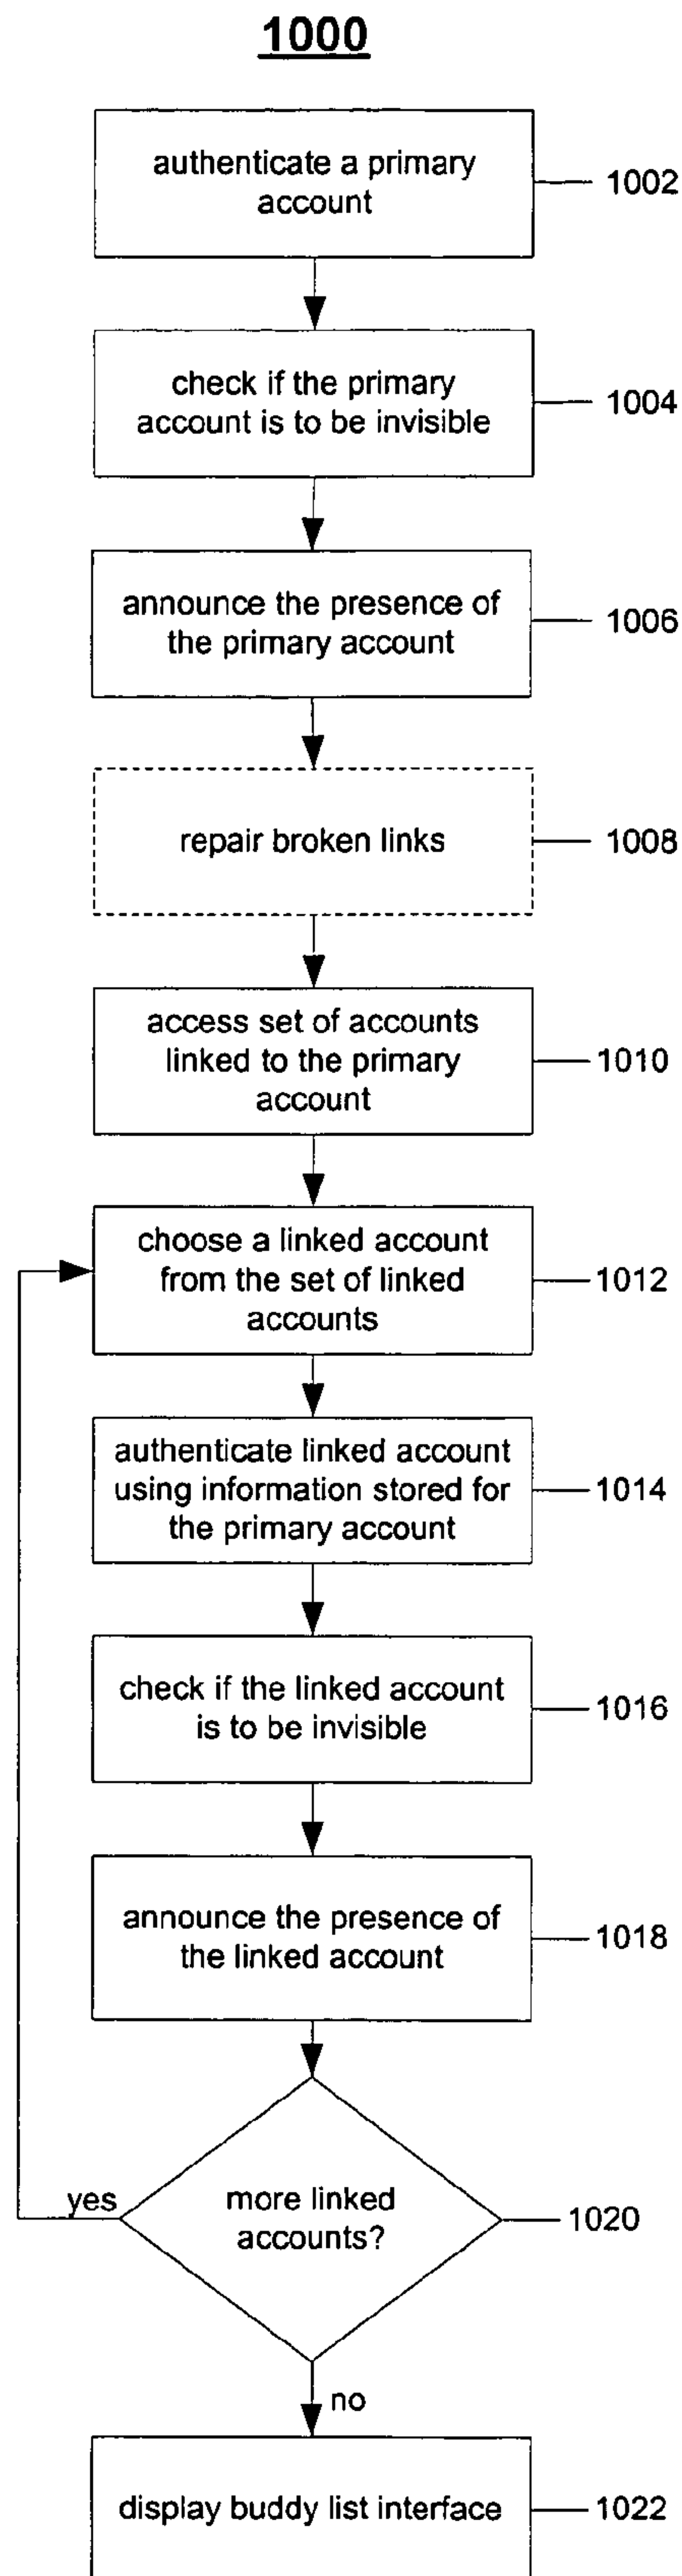 1000
authenticate a primary
account
1002
check if the primary
account is to be invisible
1004
announce the presence of
the primary account
1006
repair broken links
1008
access set of accounts
linked to the primary
account
1010
choose a linked account
from the set of linked
accounts
1012
authenticate linked account
using information stored for
the primary account
1014
check if the linked account
is to be invisible
1016
announce the presence of
the linked account
1018
yes
more linked
accounts?
1020
no
display buddy list interface
1022